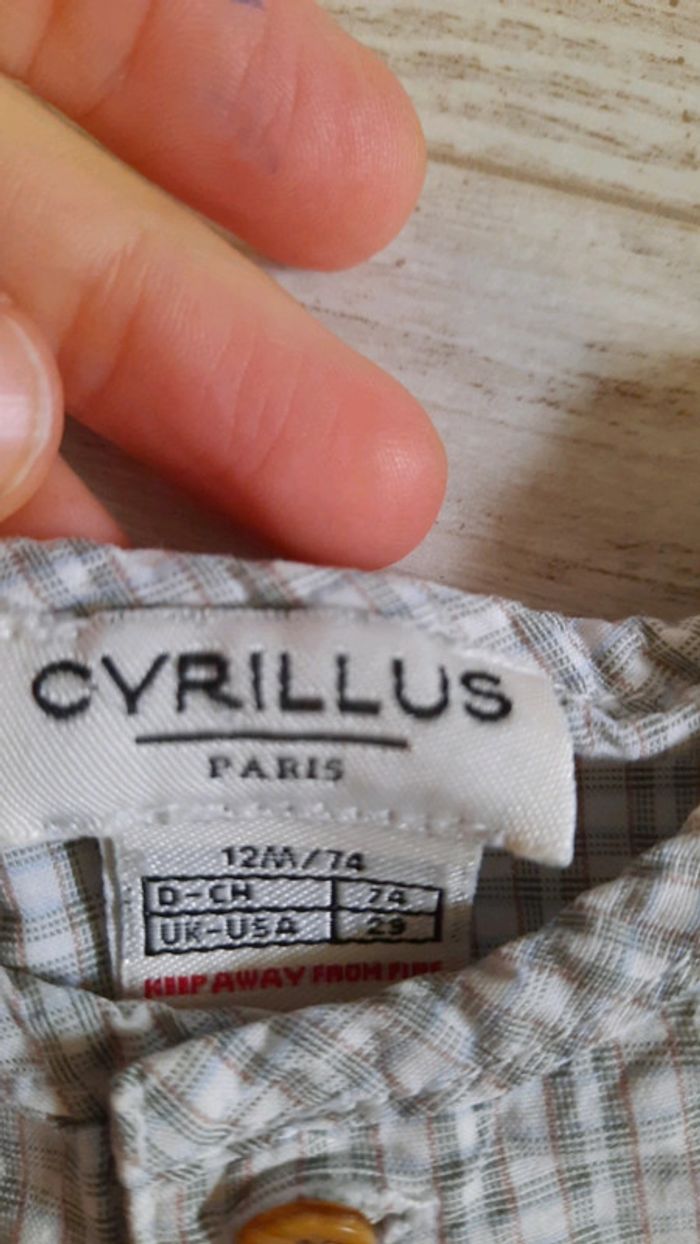 CYRILLUS
PARIS
12M/74
D-CH 74
UK-USA 29
KEEP AWAY FROM FIRE